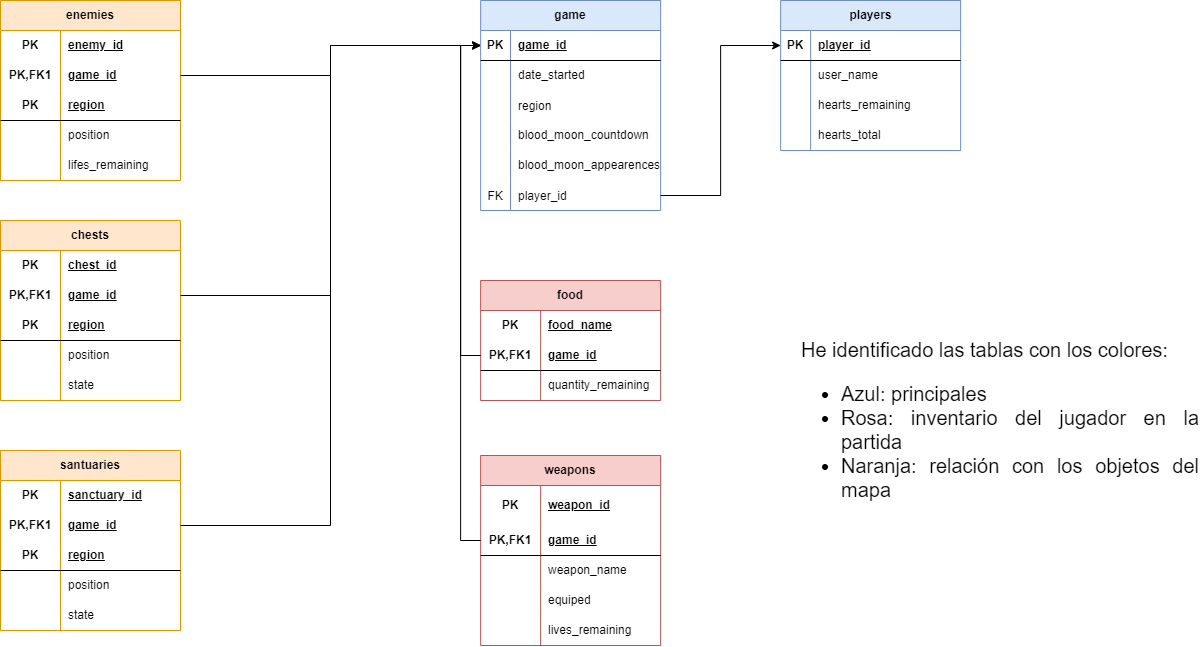 enemies
PK enemy_id
PK,FK1 game_id
PK region
position
lifes_remaining
chests
PK chest_id
PK,FK1 game_id
PK region
position
state
santuaries
PK sanctuary_id
PK,FK1 game_id
PK region
position
state
game
PK game_id
date_started
region
blood_moon_countdown
blood_moon_appearences
FK player_id
players
PK player_id
user_name
hearts_remaining
hearts_total
food
PK food_name
PK,FK1 game_id
quantity_remaining
weapons
PK weapon_id
PK,FK1 game_id
weapon_name
equiped
lives_remaining
He identificado las tablas con los colores:
• Azul: principales
• Rosa: inventario del jugador en la
partida
• Naranja: relación con los objetos del
mapa